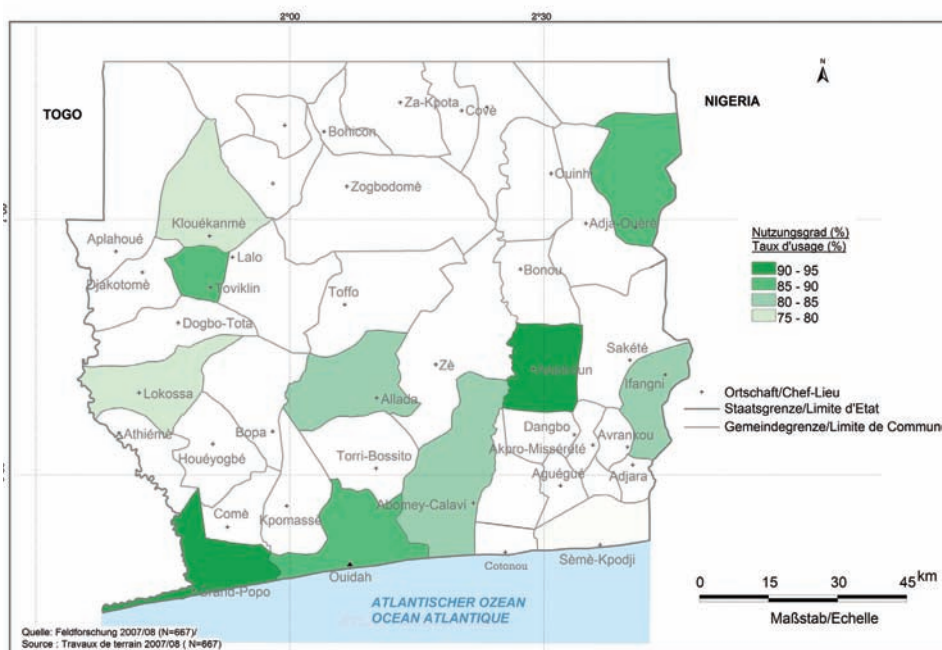 2°00
2°30
N
TOGO
NIGERIA
Za-Kpota
Covè
Bohicon
Ouinhi
Zogbodomè
Klouékanmè
Adja-Ouèrè
Aplahoué
Lalo
Djakotomè
Toviklin
Bonou
Toffo
Dogbo-Tota
Zè
Sakété
Ifangni
Lokossa
Allada
Dangbo
Avrankou
Athiémè
Bopa
Akpro-Missérété
Houéyogbé
Torri-Bossito
Aguégué
Adjara
Abomey-Calavi
Comè
Kpomassè
Ouidah
Cotonou
Sèmè-Kpodji
Grand-Popo
ATLANTISCHER OZEAN
OCEAN ATLANTIQUE
Nutzungsgrad (%)
Taux d'usage (%)
90 - 95
85 - 90
80 - 85
75 - 80
Ortschaft/Chef-Lieu
Staatsgrenze/Limite d'Etat
Gemeindegrenze/Limite de Commune
0 15 30 45
km
Maßstab/Echelle
Quelle: Feldforschung 2007/08 (N=667)/
Source : Travaux de terrain 2007/08 ( N=667)